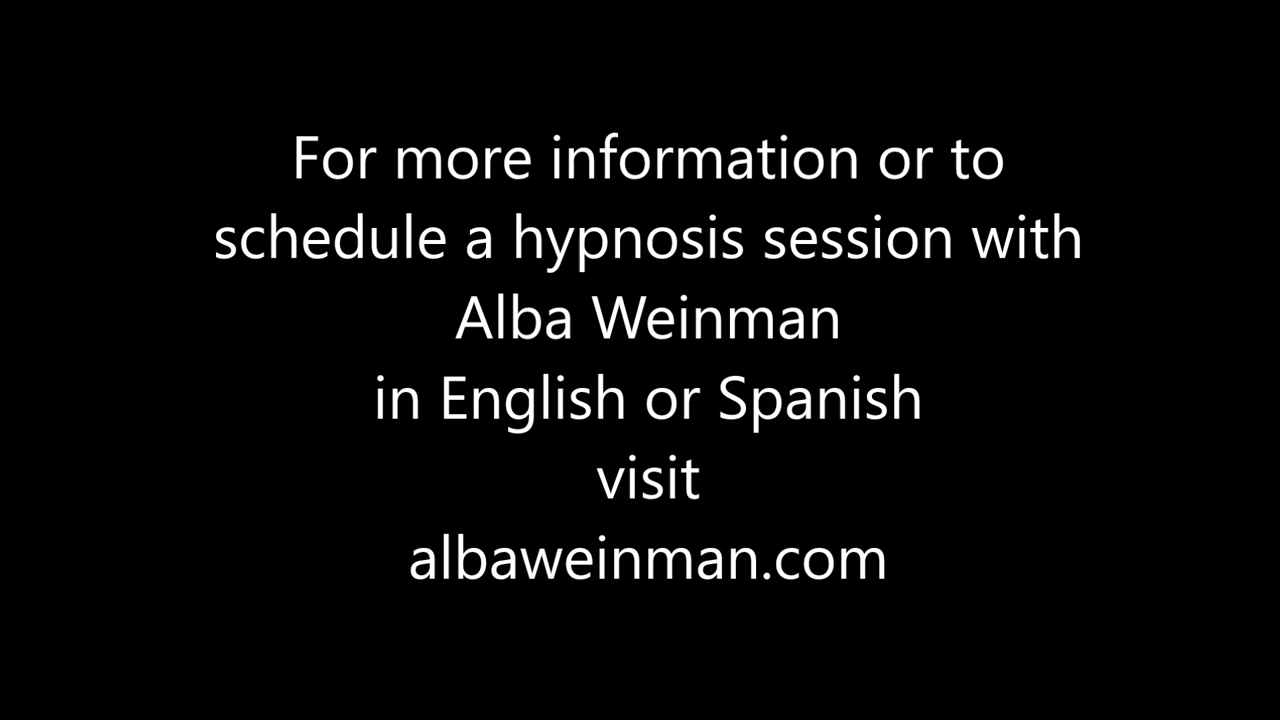 For more information or to
schedule a hypnosis session with
Alba Weinman
in English or Spanish
visit
albaweinman.com